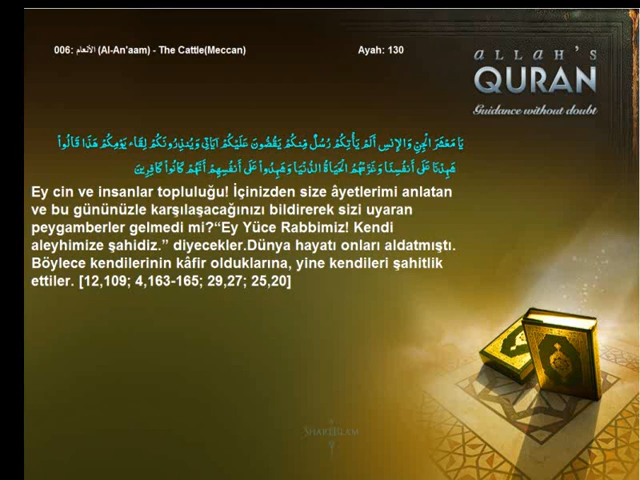 006: الأنعام (Al-An'aam) - The Cattle(Meccan)
Ayah: 130
ALLAH'S
QURAN
Guidance without doubt
يَا مَعْشَرَ الْجِنِّ وَالإِنسِ أَلَمْ يَأْتِكُمْ رُسُلٌ مِّنكُمْ يَقُصُّونَ عَلَيْكُمْ آيَاتِي وَيُنذِرُونَكُمْ لِقَاء يَوْمِكُمْ هَذَا قَالُواْ
شَهِدْنَا عَلَى أَنفُسِنَا وَغَرَّتْهُمُ الْحَيَاةُ الدُّنْيَا وَشَهِدُواْ عَلَى أَنفُسِهِمْ أَنَّهُمْ كَانُواْ كَافِرِينَ
Ey cin ve insanlar topluluğu! İçinizden size âyetlerimi anlatan
ve bu gününüzle karşılaşacağınızı bildirerek sizi uyaran
peygamberler gelmedi mi?“Ey Yüce Rabbimiz! Kendi
aleyhimize şahidiz.” diyecekler.Dünya hayatı onları aldatmıştı.
Böylece kendilerinin kâfir olduklarına, yine kendileri şahitlik
ettiler. [12,109; 4,163-165; 29,27; 25,20]
SHAREISLAM